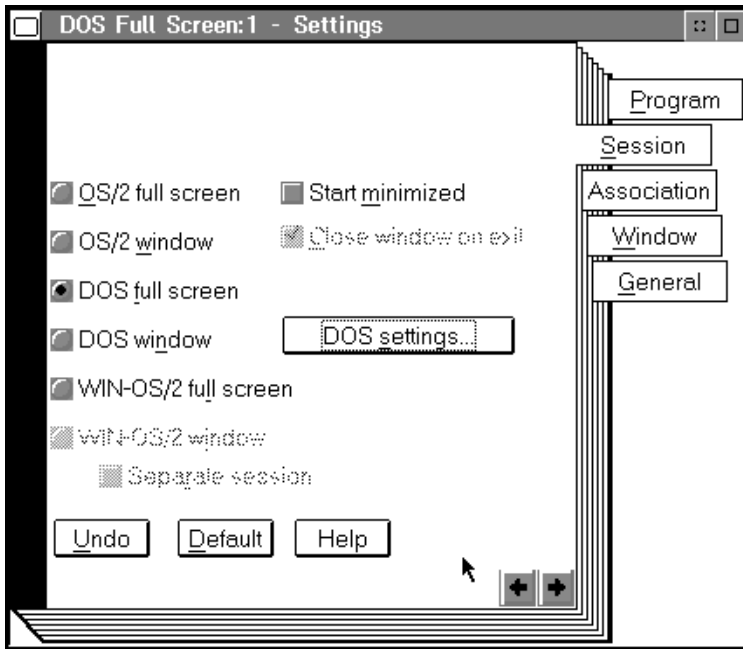 DOS Full Screen:1 - Settings
Program
Session
OS/2 full screen
Start minimized
Association
OS/2 window
Close window on exit
Window
DOS full screen
General
DOS window
DOS settings...
WIN-OS/2 full screen
WIN-OS/2 window
Separate session
Undo
Default
Help